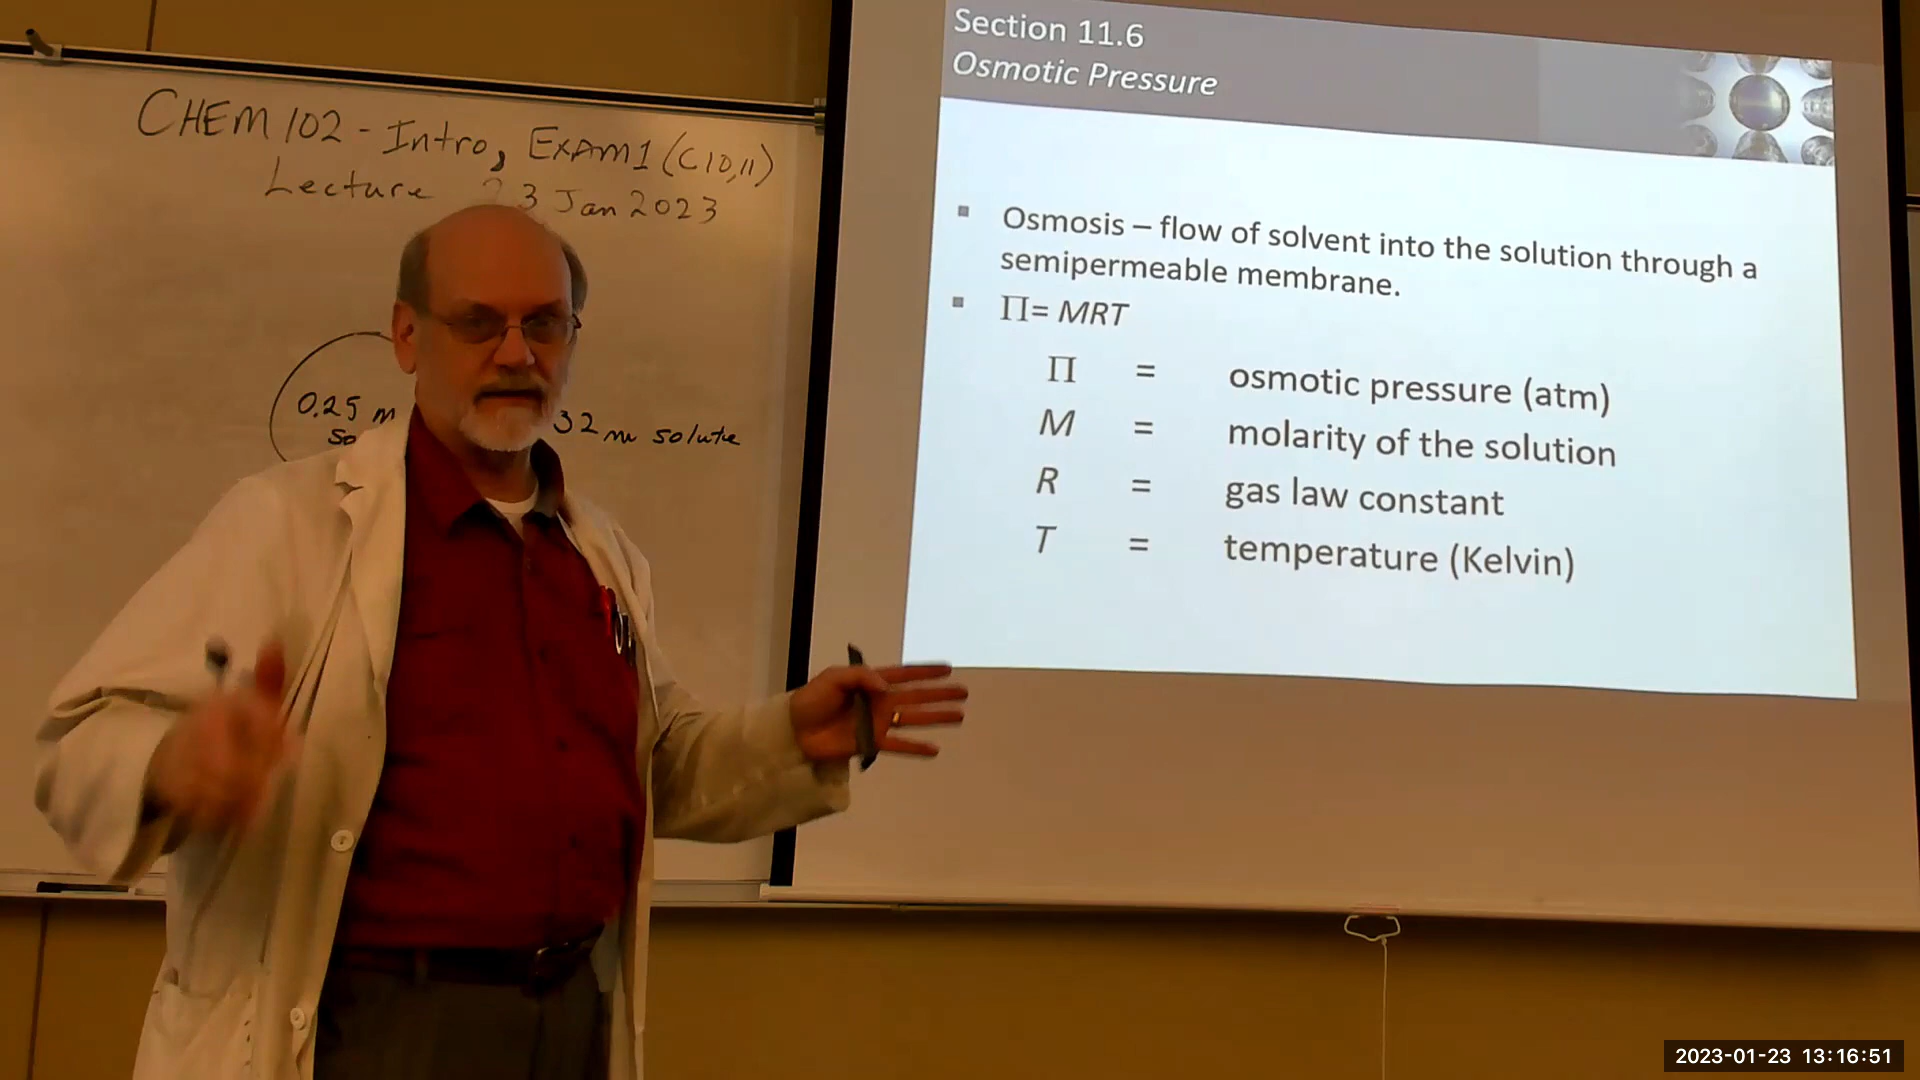 CHEM 102 - Intro, EXAM 1 (C10,11)
Lecture 23 Jan 2023
0.25 m
So
32 m solute
Section 11.6
Osmotic Pressure
▪ Osmosis – flow of solvent into the solution through a
semipermeable membrane.
▪ Π= MRT
Π = osmotic pressure (atm)
M = molarity of the solution
R = gas law constant
T = temperature (Kelvin)
2023-01-23 13:16:51